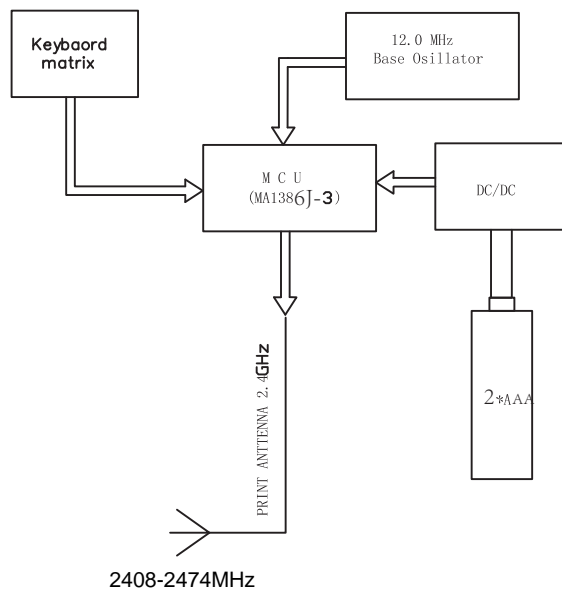 Keybaord
matrix
12.0 MHz
Base Osillator
M C U
(MA1386J-3)
DC/DC
2*AAA
PRINT ANTTENNA 2.4GHz
2408-2474MHz